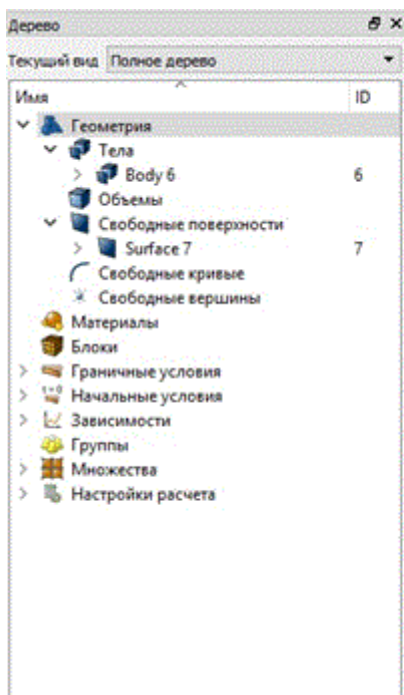 Дерево
Текущий вид Полное дерево
Имя ID
Геометрия
Тела
Body 6 6
Объемы
Свободные поверхности
Surface 7 7
Свободные кривые
Свободные вершины
Материалы
Блоки
Граничные условия
Начальные условия
Зависимости
Группы
Множества
Настройки расчета